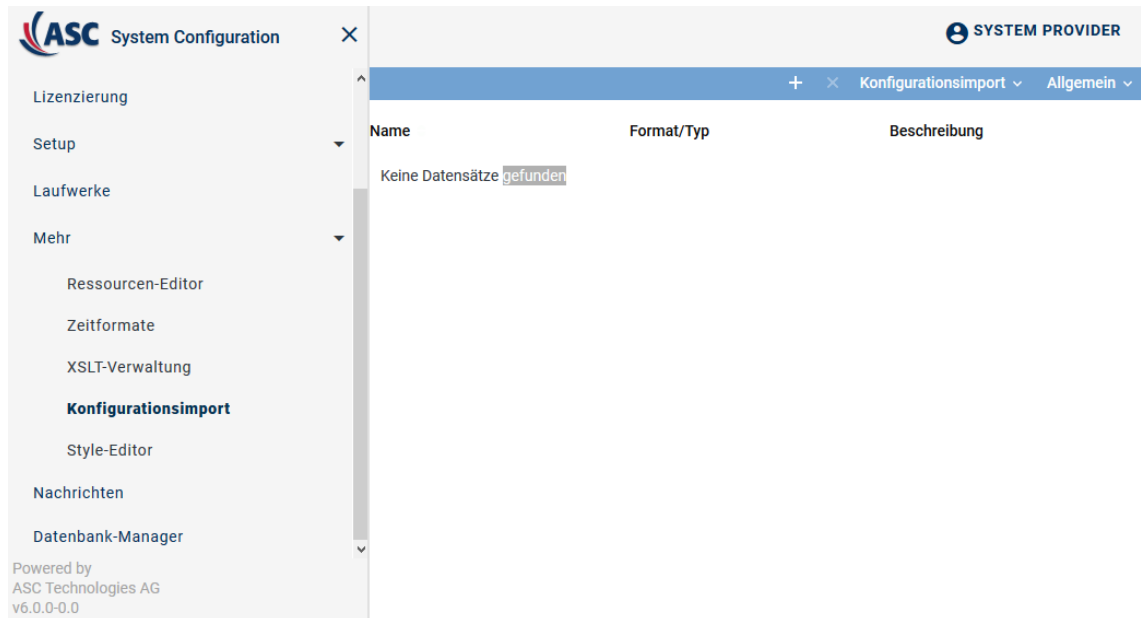 ASC System Configuration
SYSTEM PROVIDER
Konfigurationsimport
Allgemein
Lizenzierung
Setup
Laufwerke
Mehr
Ressourcen-Editor
Zeitformate
XSLT-Verwaltung
Konfigurationsimport
Style-Editor
Nachrichten
Datenbank-Manager
Powered by
ASC Technologies AG
v6.0.0-0.0
Name Format/Typ Beschreibung
Keine Datensätze gefunden